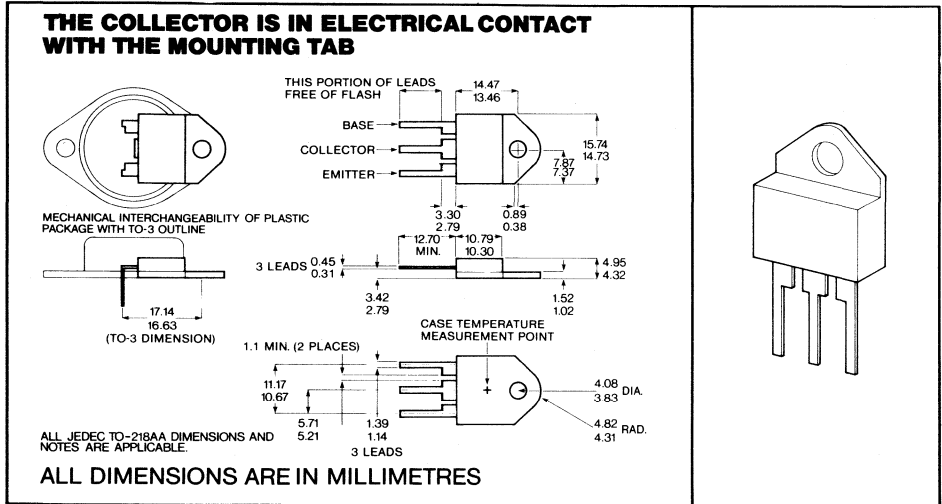 THE COLLECTOR IS IN ELECTRICAL CONTACT
WITH THE MOUNTING TAB
THIS PORTION OF LEADS
FREE OF FLASH
14.47
13.46
BASE
COLLECTOR
EMITTER
15.74
14.73
7.87
7.37
3.30
2.79
0.89
0.38
MECHANICAL INTERCHANGEABILITY OF PLASTIC
PACKAGE WITH TO-3 OUTLINE
12.70
MIN.
10.79
10.30
3 LEADS
0.45
0.31
4.95
4.32
3.42
2.79
1.52
1.02
17.14
16.63
(TO-3 DIMENSION)
CASE TEMPERATURE
MEASUREMENT POINT
1.1 MIN. (2 PLACES)
11.17
10.67
4.08
3.83
DIA.
5.71
5.21
1.39
1.14
3 LEADS
4.82
4.31
RAD.
ALL JEDEC TO-218AA DIMENSIONS AND
NOTES ARE APPLICABLE.
ALL DIMENSIONS ARE IN MILLIMETRES